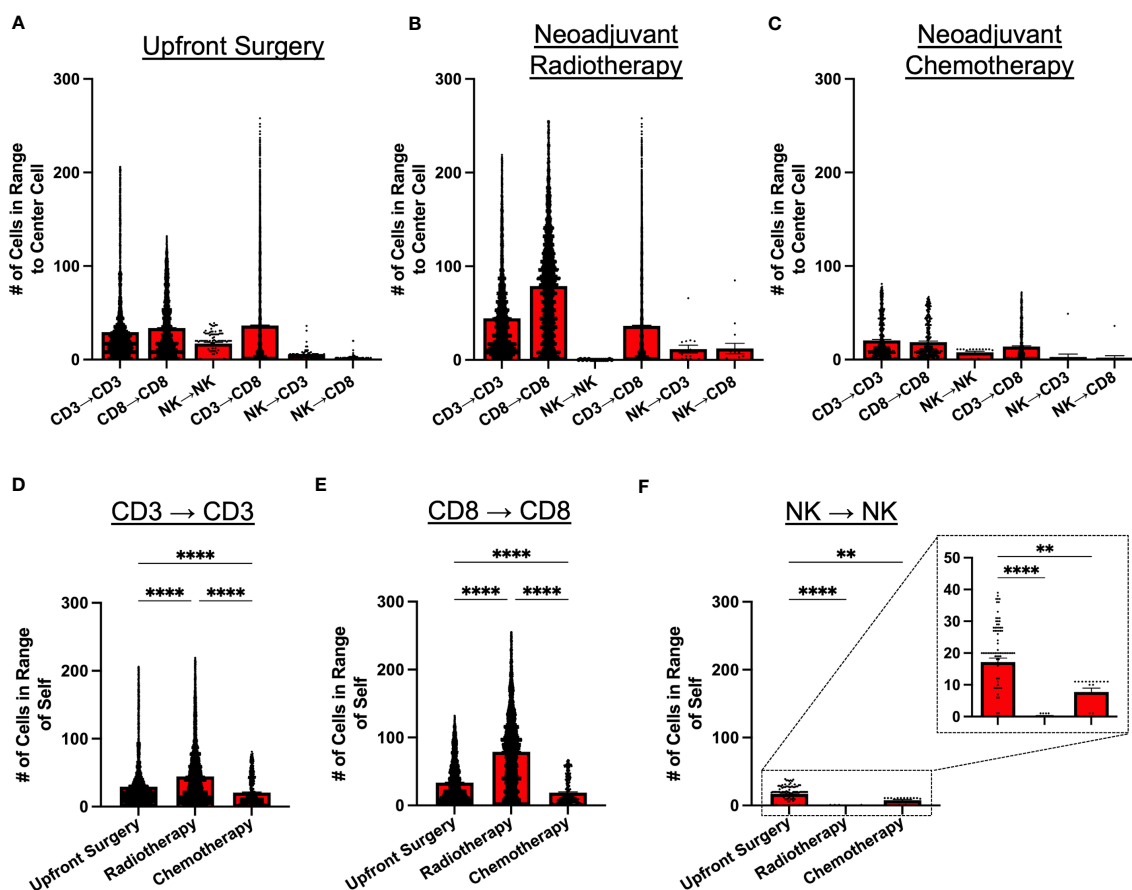 A
Upfront Surgery
# of Cells in Range
to Center Cell
300
200
100
0
CD3→CD3
CD8→CD8
NK→NK
CD3→CD8
NK→CD3
NK→CD8
B
Neoadjuvant
Radiotherapy
# of Cells in Range
to Center Cell
300
200
100
0
CD3→CD3
CD8→CD8
NK→NK
CD3→CD8
NK→CD3
NK→CD8
C
Neoadjuvant
Chemotherapy
# of Cells in Range
to Center Cell
300
200
100
0
CD3→CD3
CD8→CD8
NK→NK
CD3→CD8
NK→CD3
NK→CD8
D
CD3 → CD3
****
**** ****
# of Cells in Range
of Self
300
200
100
0
Upfront Surgery
Radiotherapy
Chemotherapy
E
CD8 → CD8
****
**** ****
# of Cells in Range
of Self
300
200
100
0
Upfront Surgery
Radiotherapy
Chemotherapy
F
NK → NK
**
****
# of Cells in Range
of Self
300
200
100
0
Upfront Surgery
Radiotherapy
Chemotherapy
**
****
50
40
30
20
10
0